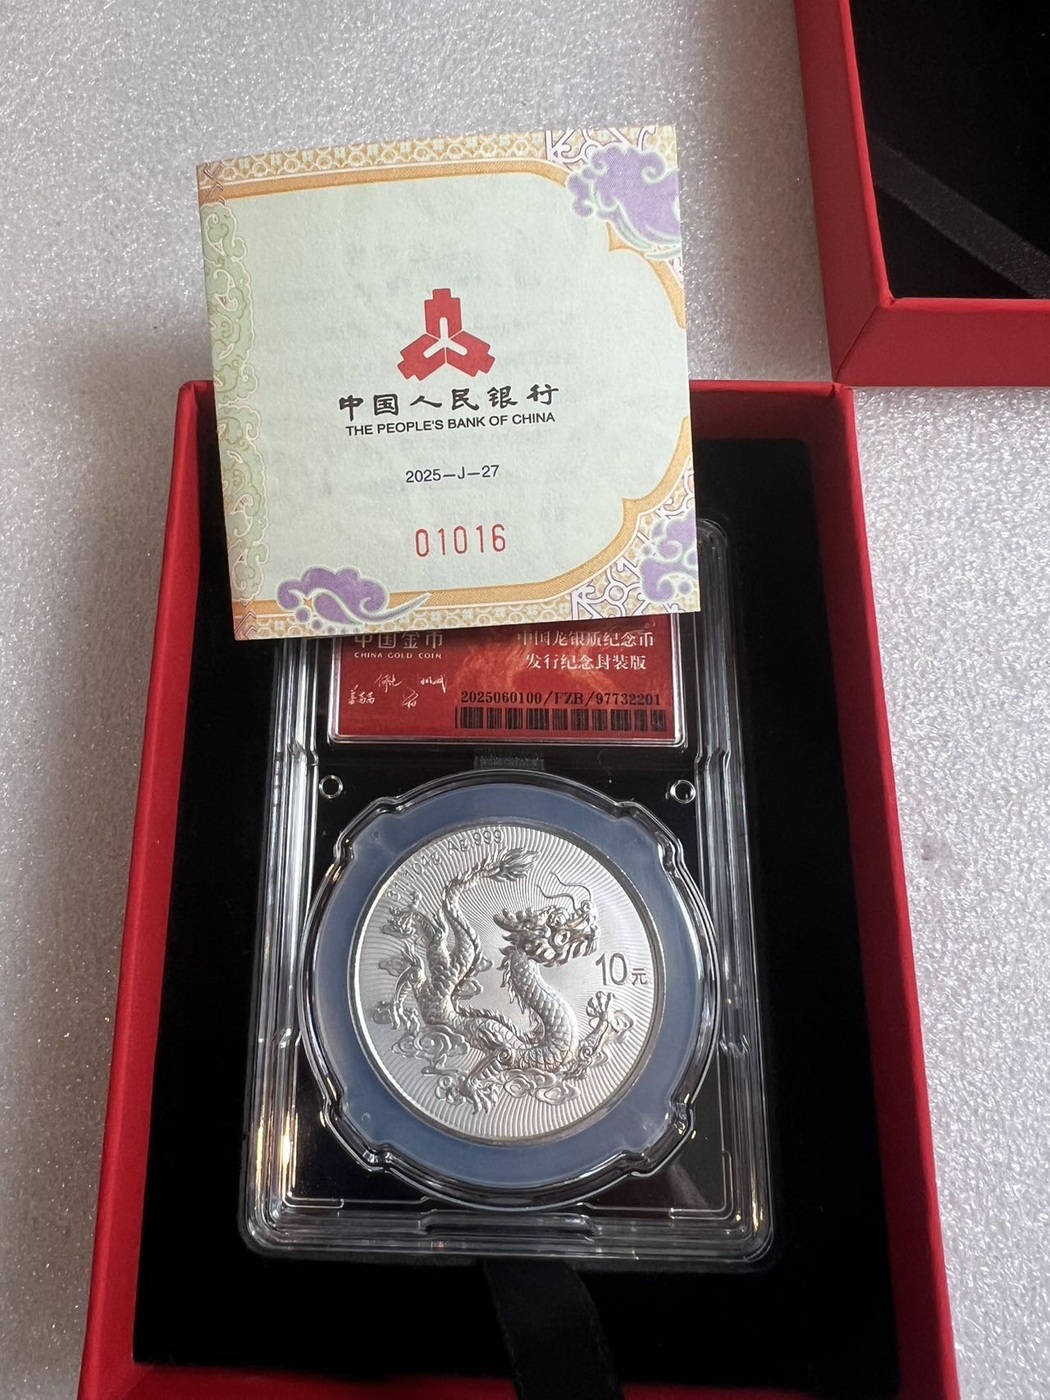 中国人民银行
THE PEOPLE'S BANK OF CHINA
2025—J—27
01016
中国金币
CHINA GOLD COIN
中国龙银质纪念币
发行纪念封装版
2025060100/FZB/97732201
Ag.999
10元